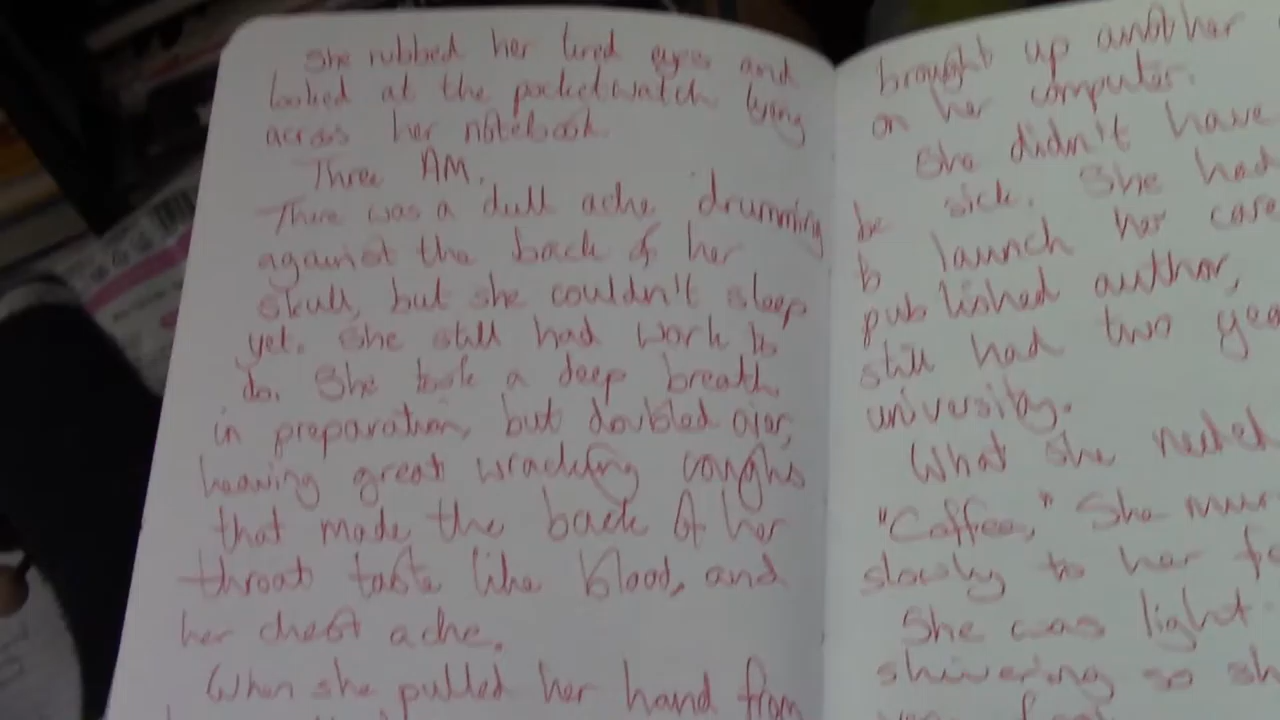 She rubbed her tired eyes and
looked at the pocketwatch lying
across her notebook.
Three AM.
There was a dull ache drumming
against the back of her
skull, but she couldn't sleep
yet. She still had work to
do. She took a deep breath
in preparation, but doubled over,
heaving great wracking coughs
that made the back of her
throat taste like blood, and
her chest ache.
When she pulled her hand from
brought up another
on her computer.
She didn't have
be sick. She had
to launch her
published author,
still had two
university.
What she needed
"Coffee," She
slowly to her
She was light
shivering so